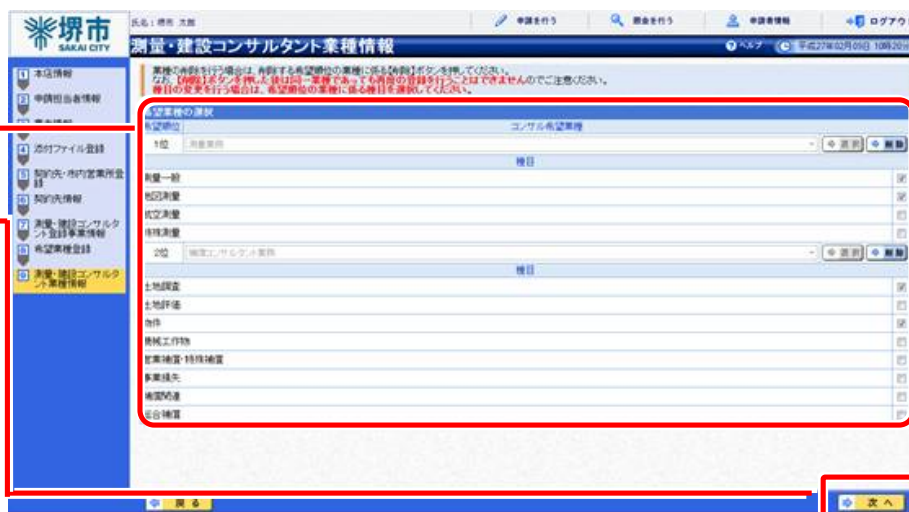 堺市
SAKAI CITY
氏名：堺市 太郎
申請を行う
照会を行う
申請者情報
ログアウト
測量・建設コンサルタント業種情報
ヘルプ
平成27年02月09日 10時20分
業種の削除を行う場合は、削除する希望順位の業種に係る[削除]ボタンを押してください。
なお、[削除]ボタンを押した後は同一業種であっても再度の登録を行うことはできませんのでご注意ください。
種目の変更を行う場合は、希望順位の業種に係る種目を選択してください。
1 本店情報
2 申請担当者情報
4 添付ファイル登録
5 契約先・市内営業所登録
6 契約先情報
7 測量・建設コンサルタント登録事業情報
8 希望業種登録
9 測量・建設コンサルタント業種情報
希望業種の選択
希望順位
コンサル希望業種
1位 測量業務
選択 削除
種目
測量一般
地図測量
航空測量
2位 補償コンサルタント業務
選択 削除
種目
土地調査
土地評価
物件
機械工作物
営業補償・特殊補償
事業損失
補償関連
総合補償
戻る
次へ